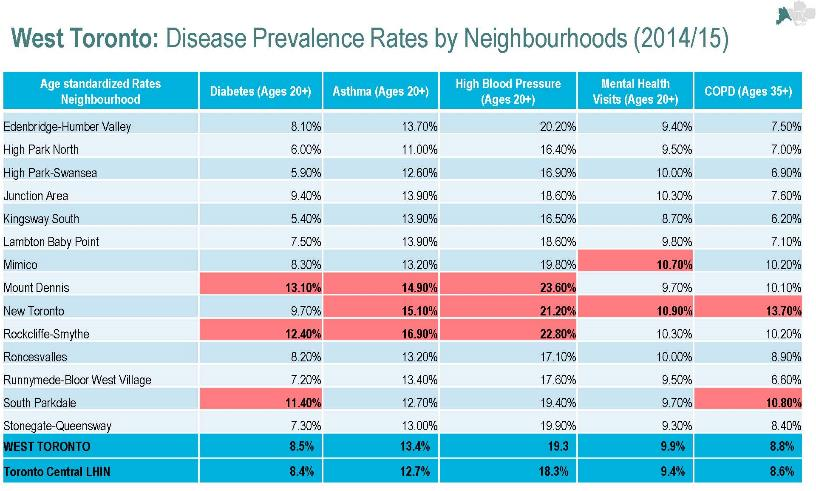 West Toronto: Disease Prevalence Rates by Neighbourhoods (2014/15)
Age standardized Rates Neighbourhood Diabetes (Ages 20+) Asthma (Ages 20+) High Blood Pressure (Ages 20+) Mental Health Visits (Ages 20+) COPD (Ages 35+)
Edenbridge-Humber Valley 8.10% 13.70% 20.20% 9.40% 7.50%
High Park North 6.00% 11.00% 16.40% 9.50% 7.00%
High Park-Swansea 5.90% 12.60% 16.90% 10.00% 6.90%
Junction Area 9.40% 13.90% 18.60% 10.30% 7.60%
Kingsway South 5.40% 13.90% 16.50% 8.70% 6.20%
Lambton Baby Point 7.50% 13.90% 18.60% 9.80% 7.10%
Mimico 8.30% 13.20% 19.80% 10.70% 10.20%
Mount Dennis 13.10% 14.90% 23.60% 9.70% 10.10%
New Toronto 9.70% 15.10% 21.20% 10.90% 13.70%
Rockcliffe-Smythe 12.40% 16.90% 22.80% 10.30% 10.20%
Roncesvalles 8.20% 13.20% 17.10% 10.00% 8.90%
Runnymede-Bloor West Village 7.20% 13.40% 17.60% 9.50% 6.60%
South Parkdale 11.40% 12.70% 19.40% 9.70% 10.80%
Stonegate-Queensway 7.30% 13.00% 19.90% 9.30% 8.40%
WEST TORONTO 8.5% 13.4% 19.3 9.9% 8.8%
Toronto Central LHIN 8.4% 12.7% 18.3% 9.4% 8.6%